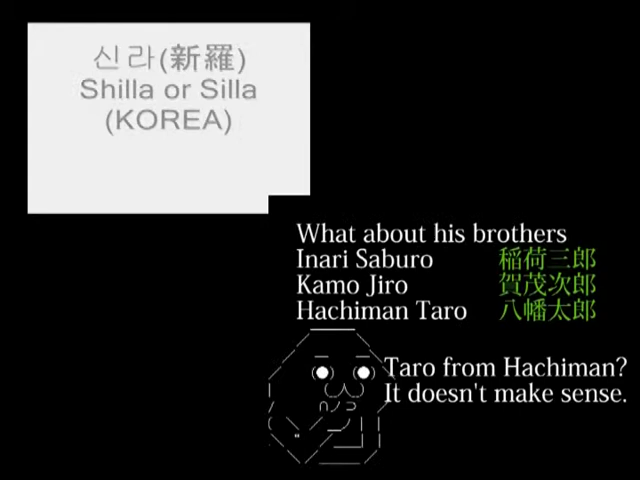 신라(新羅)
Shilla or Silla
(KOREA)
What about his brothers
Inari Saburo 稲荷三郎
Kamo Jiro 賀茂次郎
Hachiman Taro 八幡太郎
Taro from Hachiman?
It doesn't make sense.